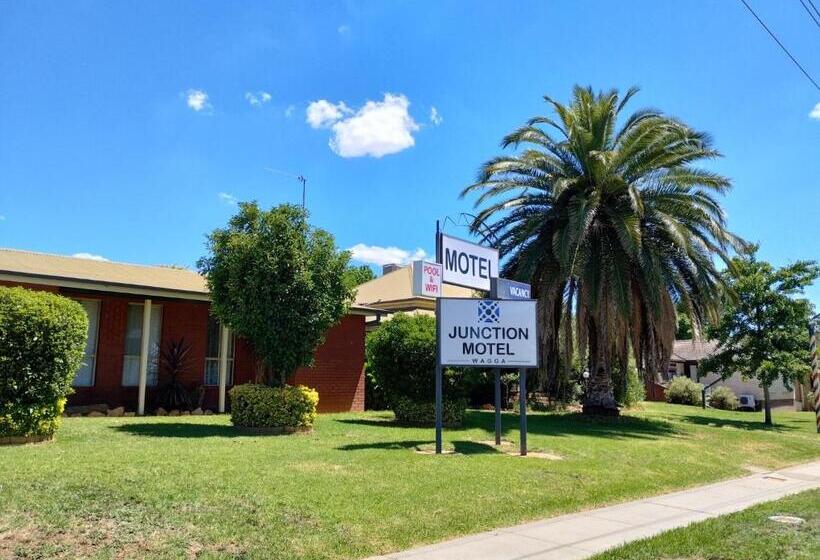 MOTEL
POOL
&
WIFI
VACANCY
JUNCTION
MOTEL
WAGGA